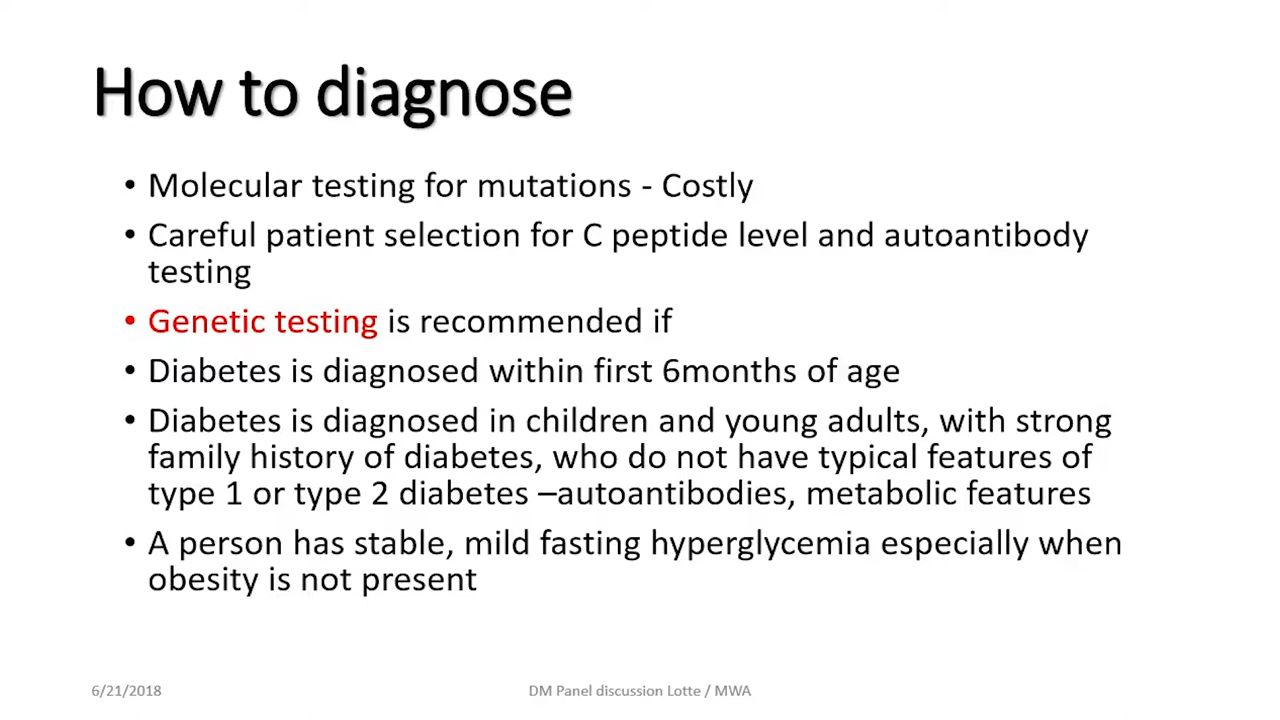 How to diagnose
• Molecular testing for mutations - Costly
• Careful patient selection for C peptide level and autoantibody
testing
• Genetic testing is recommended if
• Diabetes is diagnosed within first 6months of age
• Diabetes is diagnosed in children and young adults, with strong
family history of diabetes, who do not have typical features of
type 1 or type 2 diabetes –autoantibodies, metabolic features
• A person has stable, mild fasting hyperglycemia especially when
obesity is not present
6/21/2018
DM Panel discussion Lotte / MWA